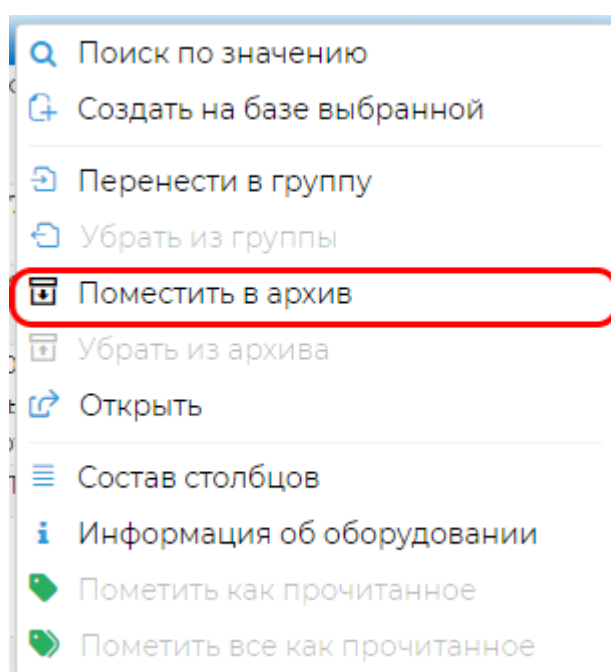 Поиск по значению
Создать на базе выбранной
Перенести в группу
Убрать из группы
Поместить в архив
Убрать из архива
Открыть
Состав столбцов
Информация об оборудовании
Пометить как прочитанное
Пометить все как прочитанное